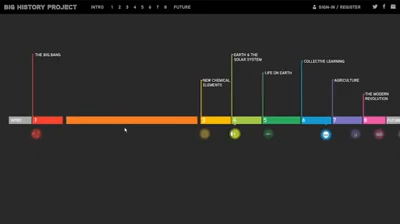 BIG HISTORY PROJECT
INTRO 1 2 3 4 5 6 7 8 FUTURE
SIGN-IN / REGISTER
THE BIG BANG
EARTH & THE
SOLAR SYSTEM
COLLECTIVE LEARNING
LIFE ON EARTH
NEW CHEMICAL
ELEMENTS
AGRICULTURE
THE MODERN
REVOLUTION
INTRO 1 3 4 5 6 7 8 FUTURE